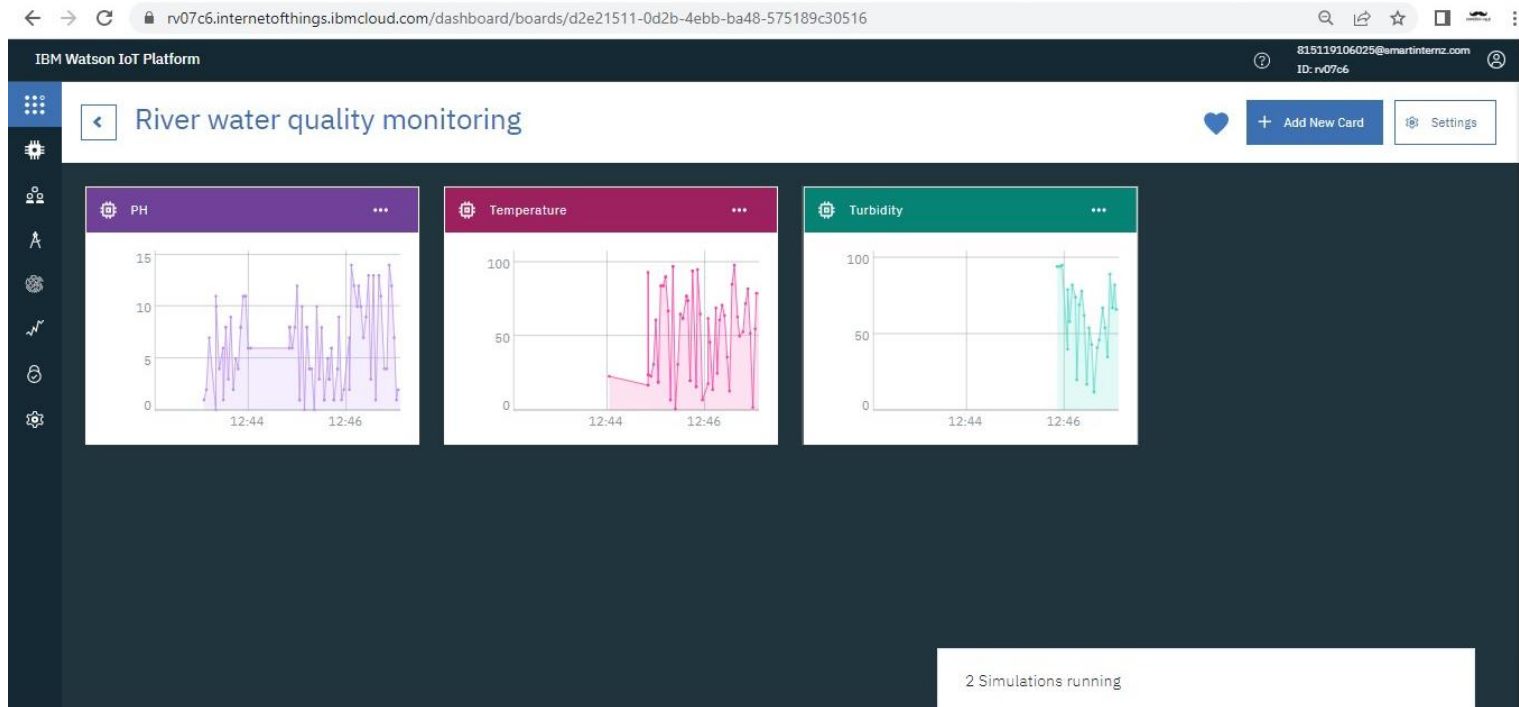 rv07c6.internetofthings.ibmcloud.com/dashboard/boards/d2e21511-0d2b-4ebb-ba48-575189c30516
IBM Watson IoT Platform
815119106025@smartinternz.com
ID: rv07c6
River water quality monitoring
+ Add New Card
Settings
PH
15
10
5
0
12:44 12:46
Temperature
100
50
0
12:44 12:46
Turbidity
100
50
0
12:44 12:46
2 Simulations running